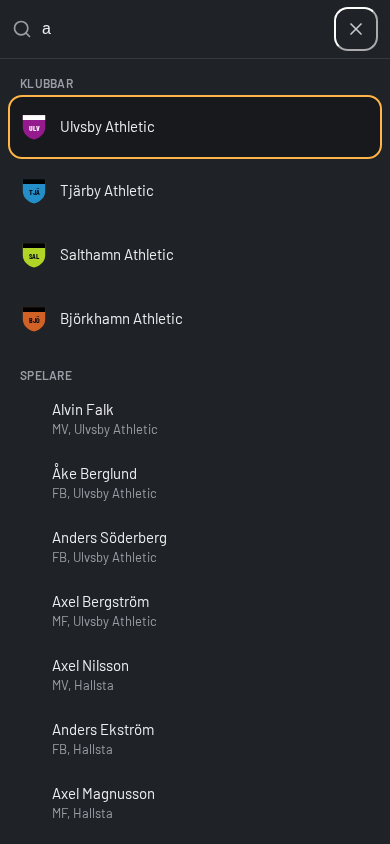 a
KLUBBAR
ULV
Ulvsby Athletic
TJÄ
Tjärby Athletic
SAL
Salthamn Athletic
BJÖ
Björkhamn Athletic
SPELARE
Alvin Falk
MV, Ulvsby Athletic
Åke Berglund
FB, Ulvsby Athletic
Anders Söderberg
FB, Ulvsby Athletic
Axel Bergström
MF, Ulvsby Athletic
Axel Nilsson
MV, Hallsta
Anders Ekström
FB, Hallsta
Axel Magnusson
MF, Hallsta